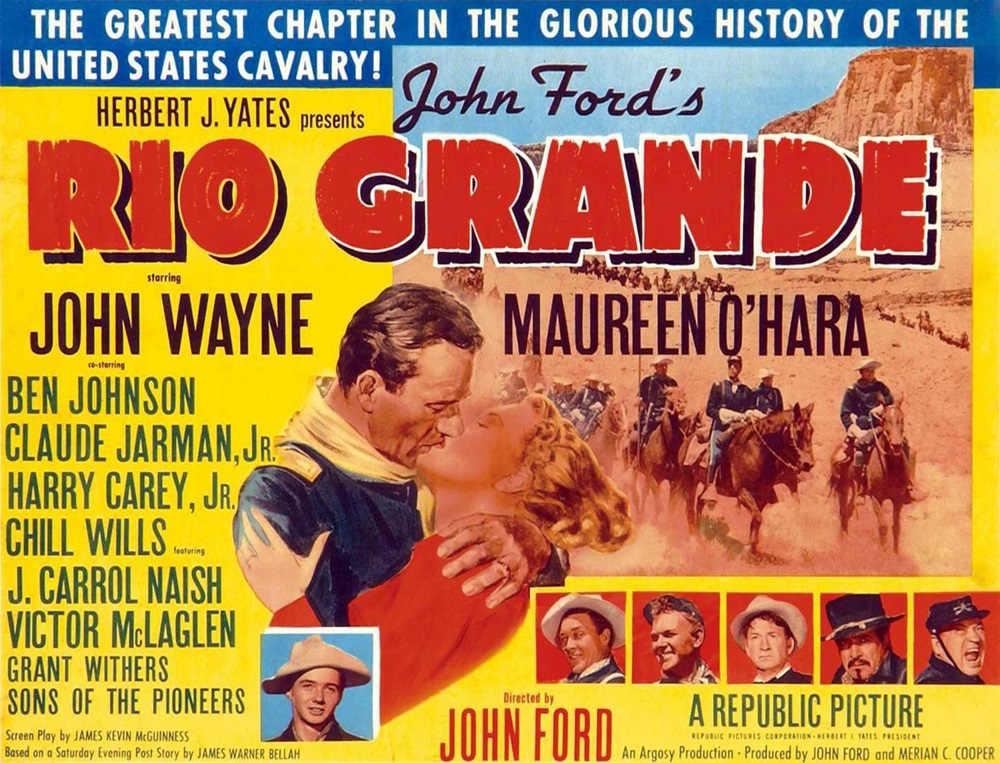 THE GREATEST CHAPTER IN THE GLORIOUS HISTORY OF THE
UNITED STATES CAVALRY!
HERBERT J. YATES presents
John Ford's
RIO GRANDE
starring
JOHN WAYNE
MAUREEN O'HARA
co-starring
BEN JOHNSON
CLAUDE JARMAN, JR.
HARRY CAREY, JR.
CHILL WILLS featuring
J. CARROL NAISH
VICTOR McLAGLEN
GRANT WITHERS
SONS OF THE PIONEERS
Screen Play by JAMES KEVIN McGUINNESS
Based on a Saturday Evening Post Story by JAMES WARNER BELLAH
Directed by
JOHN FORD
A REPUBLIC PICTURE
REPUBLIC PICTURES CORPORATION - HERBERT J. YATES, PRESIDENT
An Argosy Production - Produced by JOHN FORD and MERIAN C. COOPER